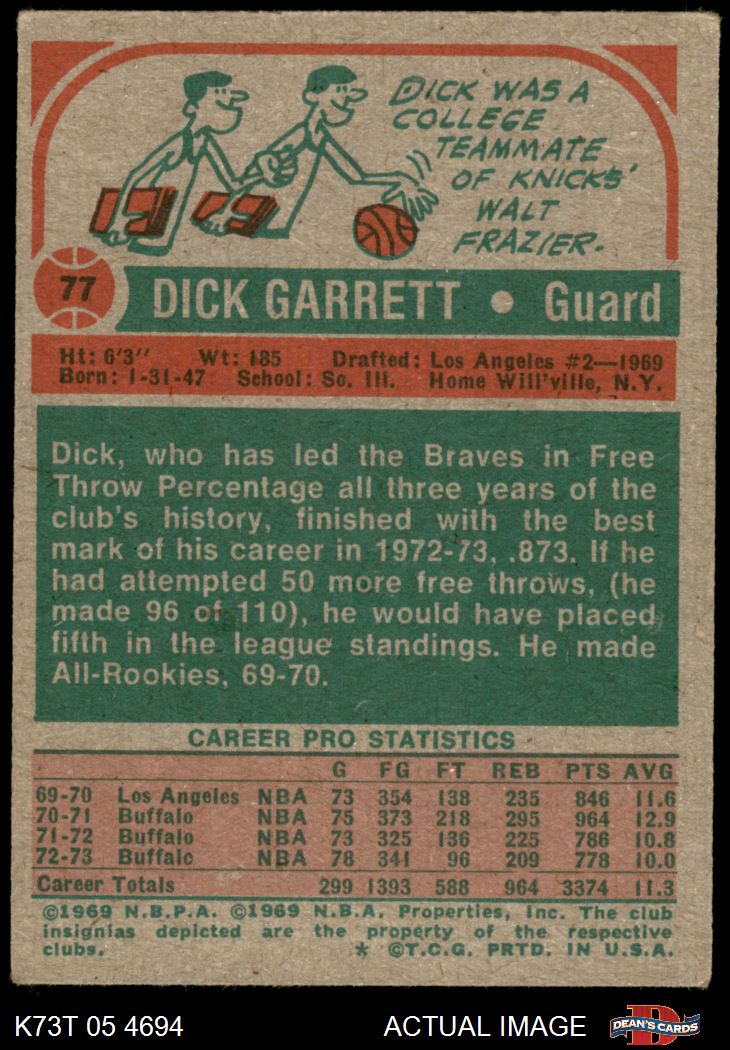 DICK WAS A
COLLEGE
TEAMMATE
OF KNICKS'
WALT
FRAZIER.
77 DICK GARRETT • Guard
Ht: 6'3" Wt: 185 Drafted: Los Angeles #2—1969
Born: 1-31-47 School: So. Ill. Home Will'ville, N.Y.
Dick, who has led the Braves in Free
Throw Percentage all three years of the
club's history, finished with the best
mark of his career in 1972-73, .873. If he
had attempted 50 more free throws, (he
made 96 of 110), he would have placed
fifth in the league standings. He made
All-Rookies, 69-70.
CAREER PRO STATISTICS
G FG FT REB PTS AVG
69-70 Los Angeles NBA 73 354 138 235 846 11.6
70-71 Buffalo NBA 75 373 218 295 964 12.9
71-72 Buffalo NBA 73 325 136 225 786 10.8
72-73 Buffalo NBA 78 341 96 209 778 10.0
Career Totals 299 1393 588 964 3374 11.3
©1969 N.B.P.A. ©1969 N.B.A. Properties, Inc. The club
insignias depicted are the property of the respective
clubs. * ©T.C.G. PRTD. IN U.S.A.
K73T 05 4694 ACTUAL IMAGE DEAN'S CARDS